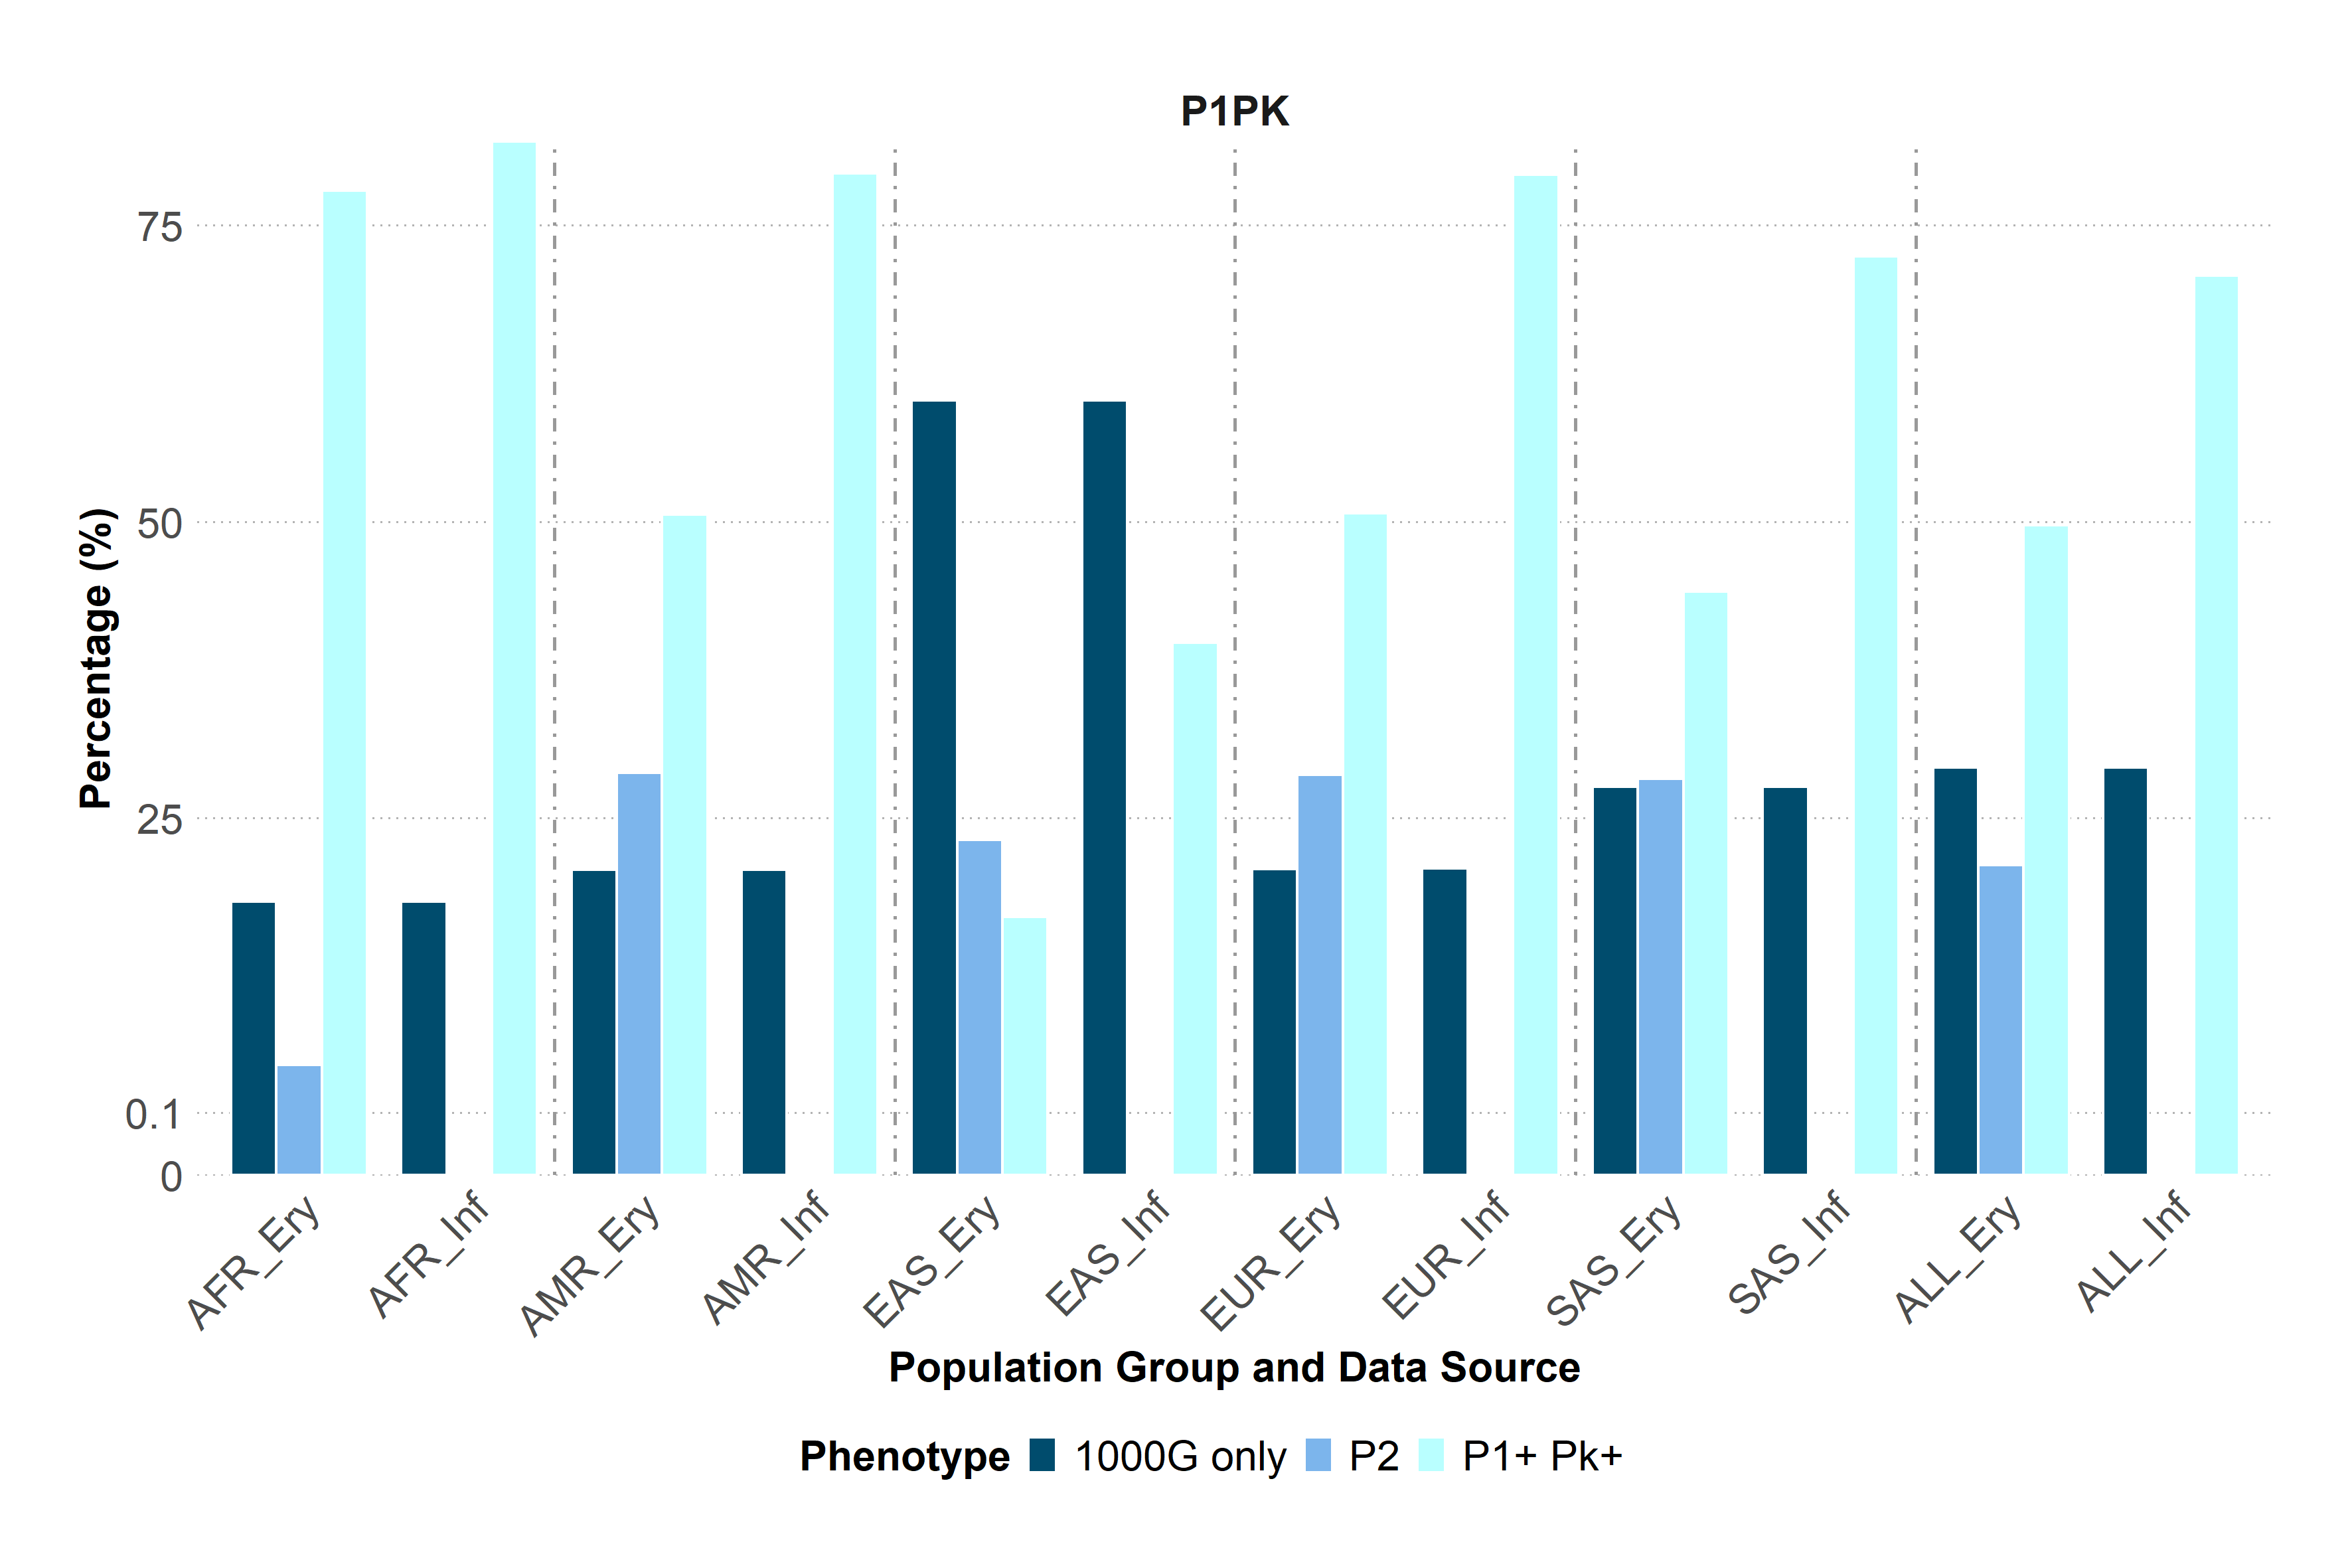 P1PK
75
50
25
0.1
0
Percentage (%)
AFR_Ery
AFR_Inf
AMR_Ery
AMR_Inf
EAS_Ery
EAS_Inf
EUR_Ery
EUR_Inf
SAS_Ery
SAS_Inf
ALL_Ery
ALL_Inf
Population Group and Data Source
Phenotype 1000G only P2 P1+ Pk+